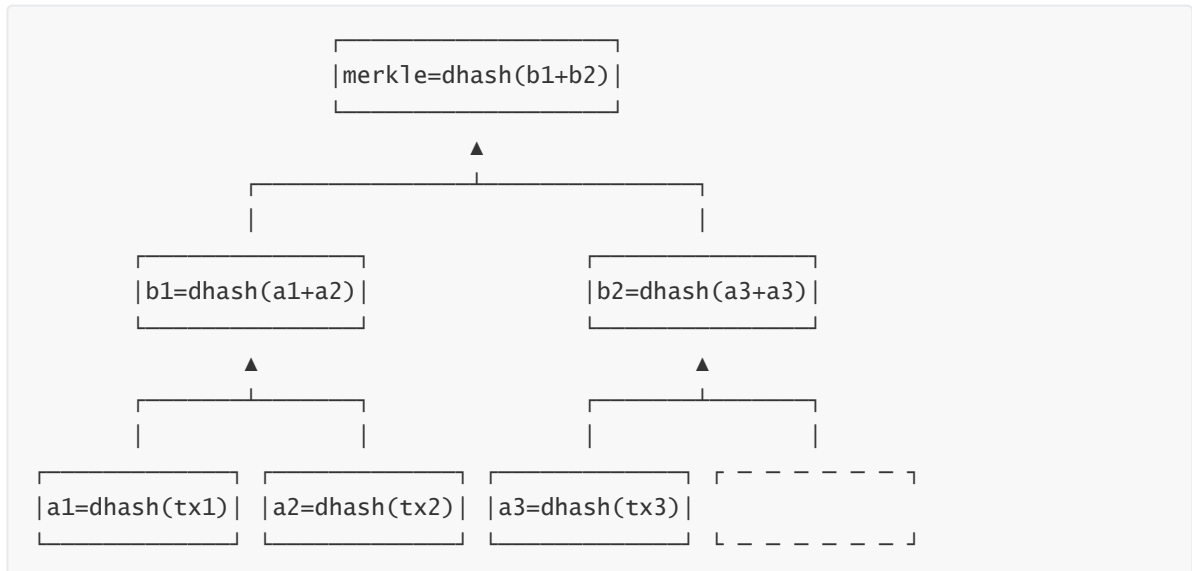 merkle=dhash(b1+b2)
b1=dhash(a1+a2) b2=dhash(a3+a3)
a1=dhash(tx1) a2=dhash(tx2) a3=dhash(tx3)